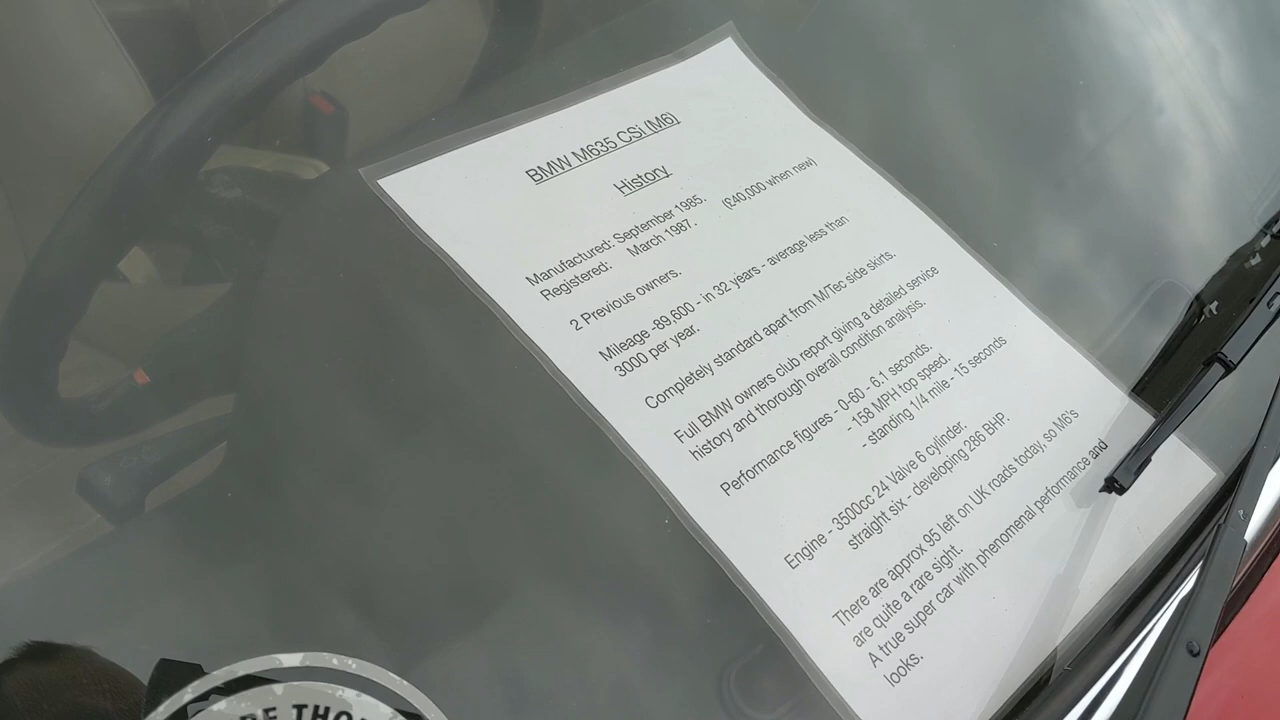 BMW M635 CSi (M6)
History
Manufactured: September 1985.
Registered: March 1987. (£40,000 when new)
2 Previous owners.
Mileage -89,600 - in 32 years - average less than
3000 per year.
Completely standard apart from M/Tec side skirts.
Full BMW owners club report giving a detailed service
history and thorough overall condition analysis.
Performance figures - 0-60 - 6.1 seconds.
- 158 MPH top speed.
- standing 1/4 mile - 15 seconds
Engine - 3500cc 24 Valve 6 cylinder.
straight six - developing 286 BHP.
There are approx 95 left on UK roads today, so M6's
are quite a rare sight.
A true super car with phenomenal performance and
looks.